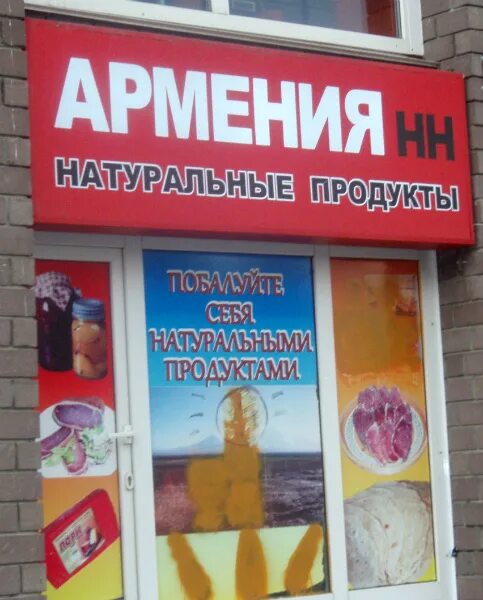 АРМЕНИЯ НН
НАТУРАЛЬНЫЕ ПРОДУКТЫ
ПОБАЛУЙТЕ
СЕБЯ
НАТУРАЛЬНЫМИ
ПРОДУКТАМИ